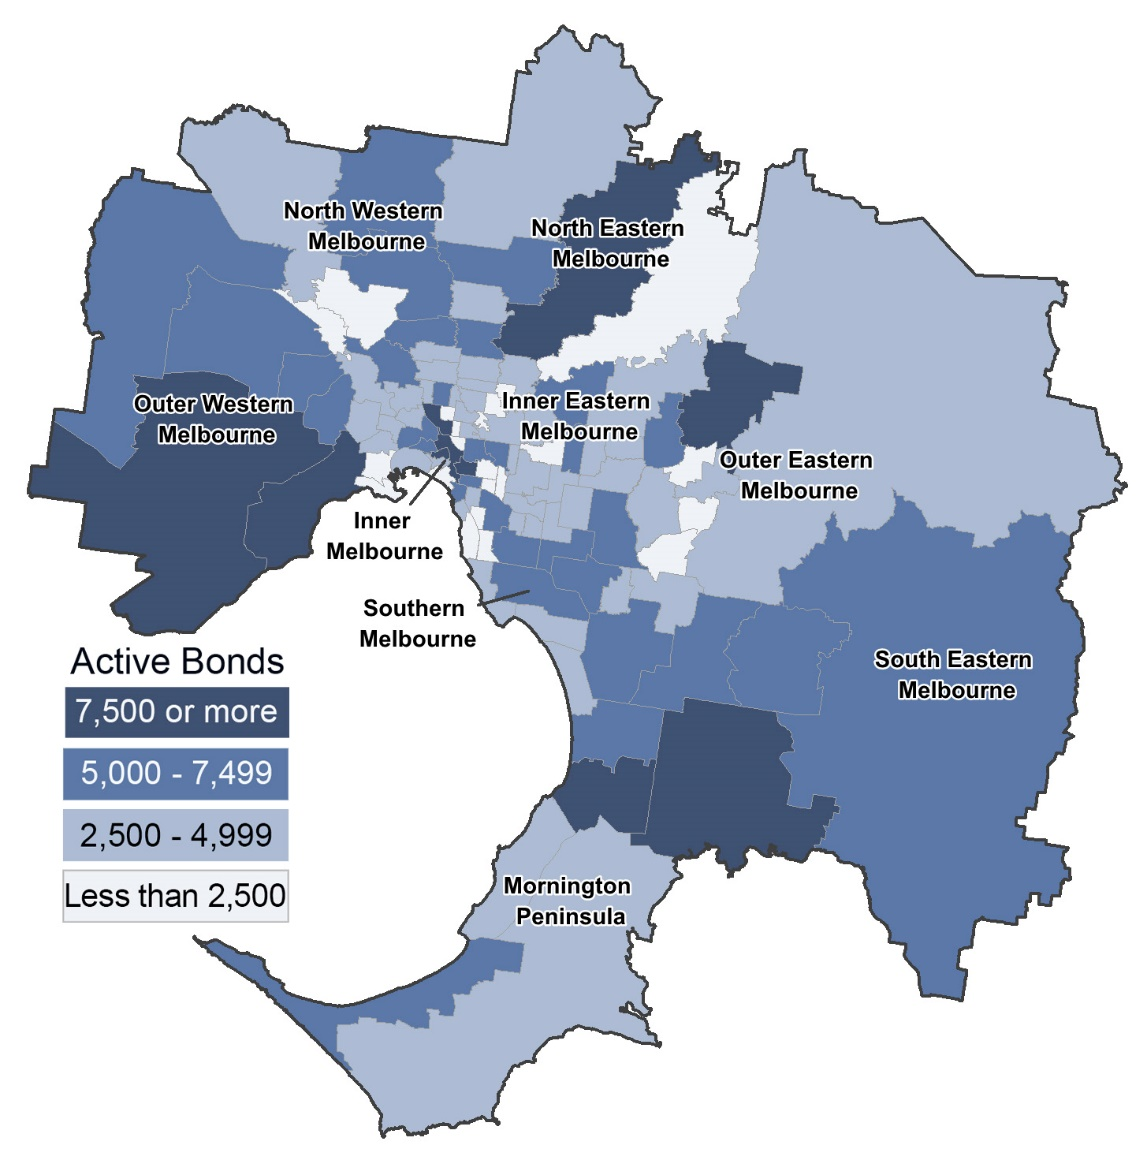 North Western
Melbourne
North Eastern
Melbourne
Outer Western
Melbourne
Inner Eastern
Melbourne
Outer Eastern
Melbourne
Inner
Melbourne
Southern
Melbourne
South Eastern
Melbourne
Active Bonds
7,500 or more
5,000 - 7,499
2,500 - 4,999
Less than 2,500
Mornington
Peninsula